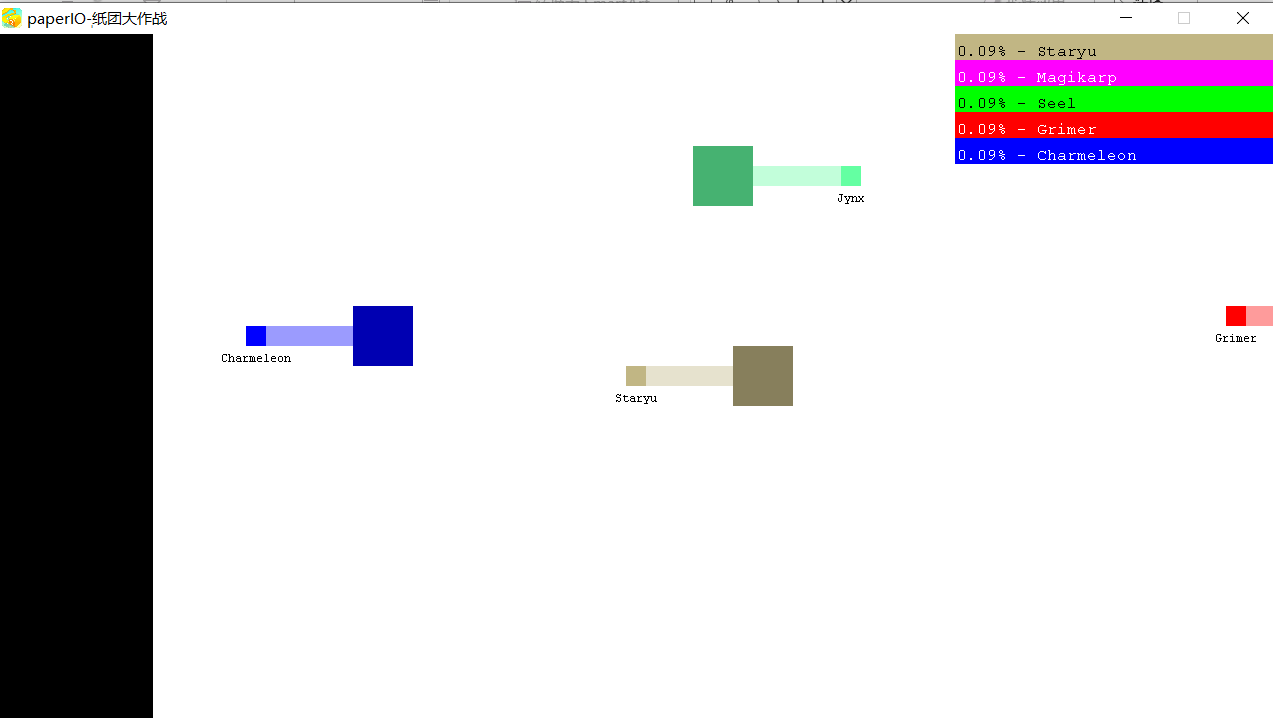 paperIO-纸团大作战
0.09% - Staryu
0.09% - Magikarp
0.09% - Seel
0.09% - Grimer
0.09% - Charmeleon
Jynx
Grimer
Charmeleon
Staryu